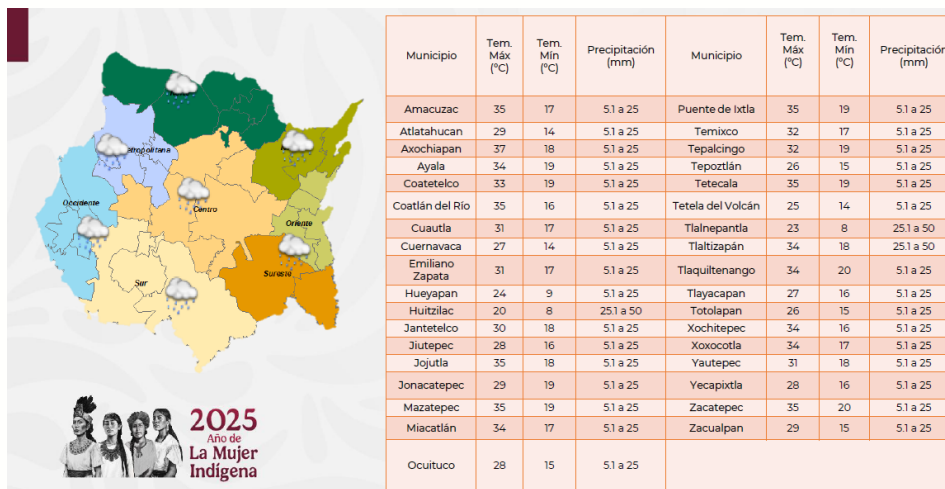 Metropolitana
Occidente
Centro
Oriente
Sur
Sureste
2025
Año de
La Mujer
Indígena
Municipio Tem. Máx (°C) Tem. Mín (°C) Precipitación (mm) Municipio Tem. Máx (°C) Tem. Mín (°C) Precipitación (mm)
Amacuzac 35 17 5.1 a 25 Puente de Ixtla 35 19 5.1 a 25
Atlatahucan 29 14 5.1 a 25 Temixco 32 17 5.1 a 25
Axochiapan 37 18 5.1 a 25 Tepalcingo 32 19 5.1 a 25
Ayala 34 19 5.1 a 25 Tepoztlán 26 15 5.1 a 25
Coatetelco 33 19 5.1 a 25 Tetecala 35 19 5.1 a 25
Coatlán del Río 35 16 5.1 a 25 Tetela del Volcán 25 14 5.1 a 25
Cuautla 31 17 5.1 a 25 Tlalnepantla 23 8 25.1 a 50
Cuernavaca 27 14 5.1 a 25 Tlaltizapán 34 18 25.1 a 50
Emiliano Zapata 31 17 5.1 a 25 Tlaquiltenango 34 20 5.1 a 25
Hueyapan 24 9 5.1 a 25 Tlayacapan 27 16 5.1 a 25
Huitzilac 20 8 25.1 a 50 Totolapan 26 15 5.1 a 25
Jantetelco 30 18 5.1 a 25 Xochitepec 34 16 5.1 a 25
Jiutepec 28 16 5.1 a 25 Xoxocotla 34 17 5.1 a 25
Jojutla 35 18 5.1 a 25 Yautepec 31 18 5.1 a 25
Jonacatepec 29 19 5.1 a 25 Yecapixtla 28 16 5.1 a 25
Mazatepec 35 19 5.1 a 25 Zacatepec 35 20 5.1 a 25
Miacatlán 34 17 5.1 a 25 Zacualpan 29 15 5.1 a 25
Ocuituco 28 15 5.1 a 25